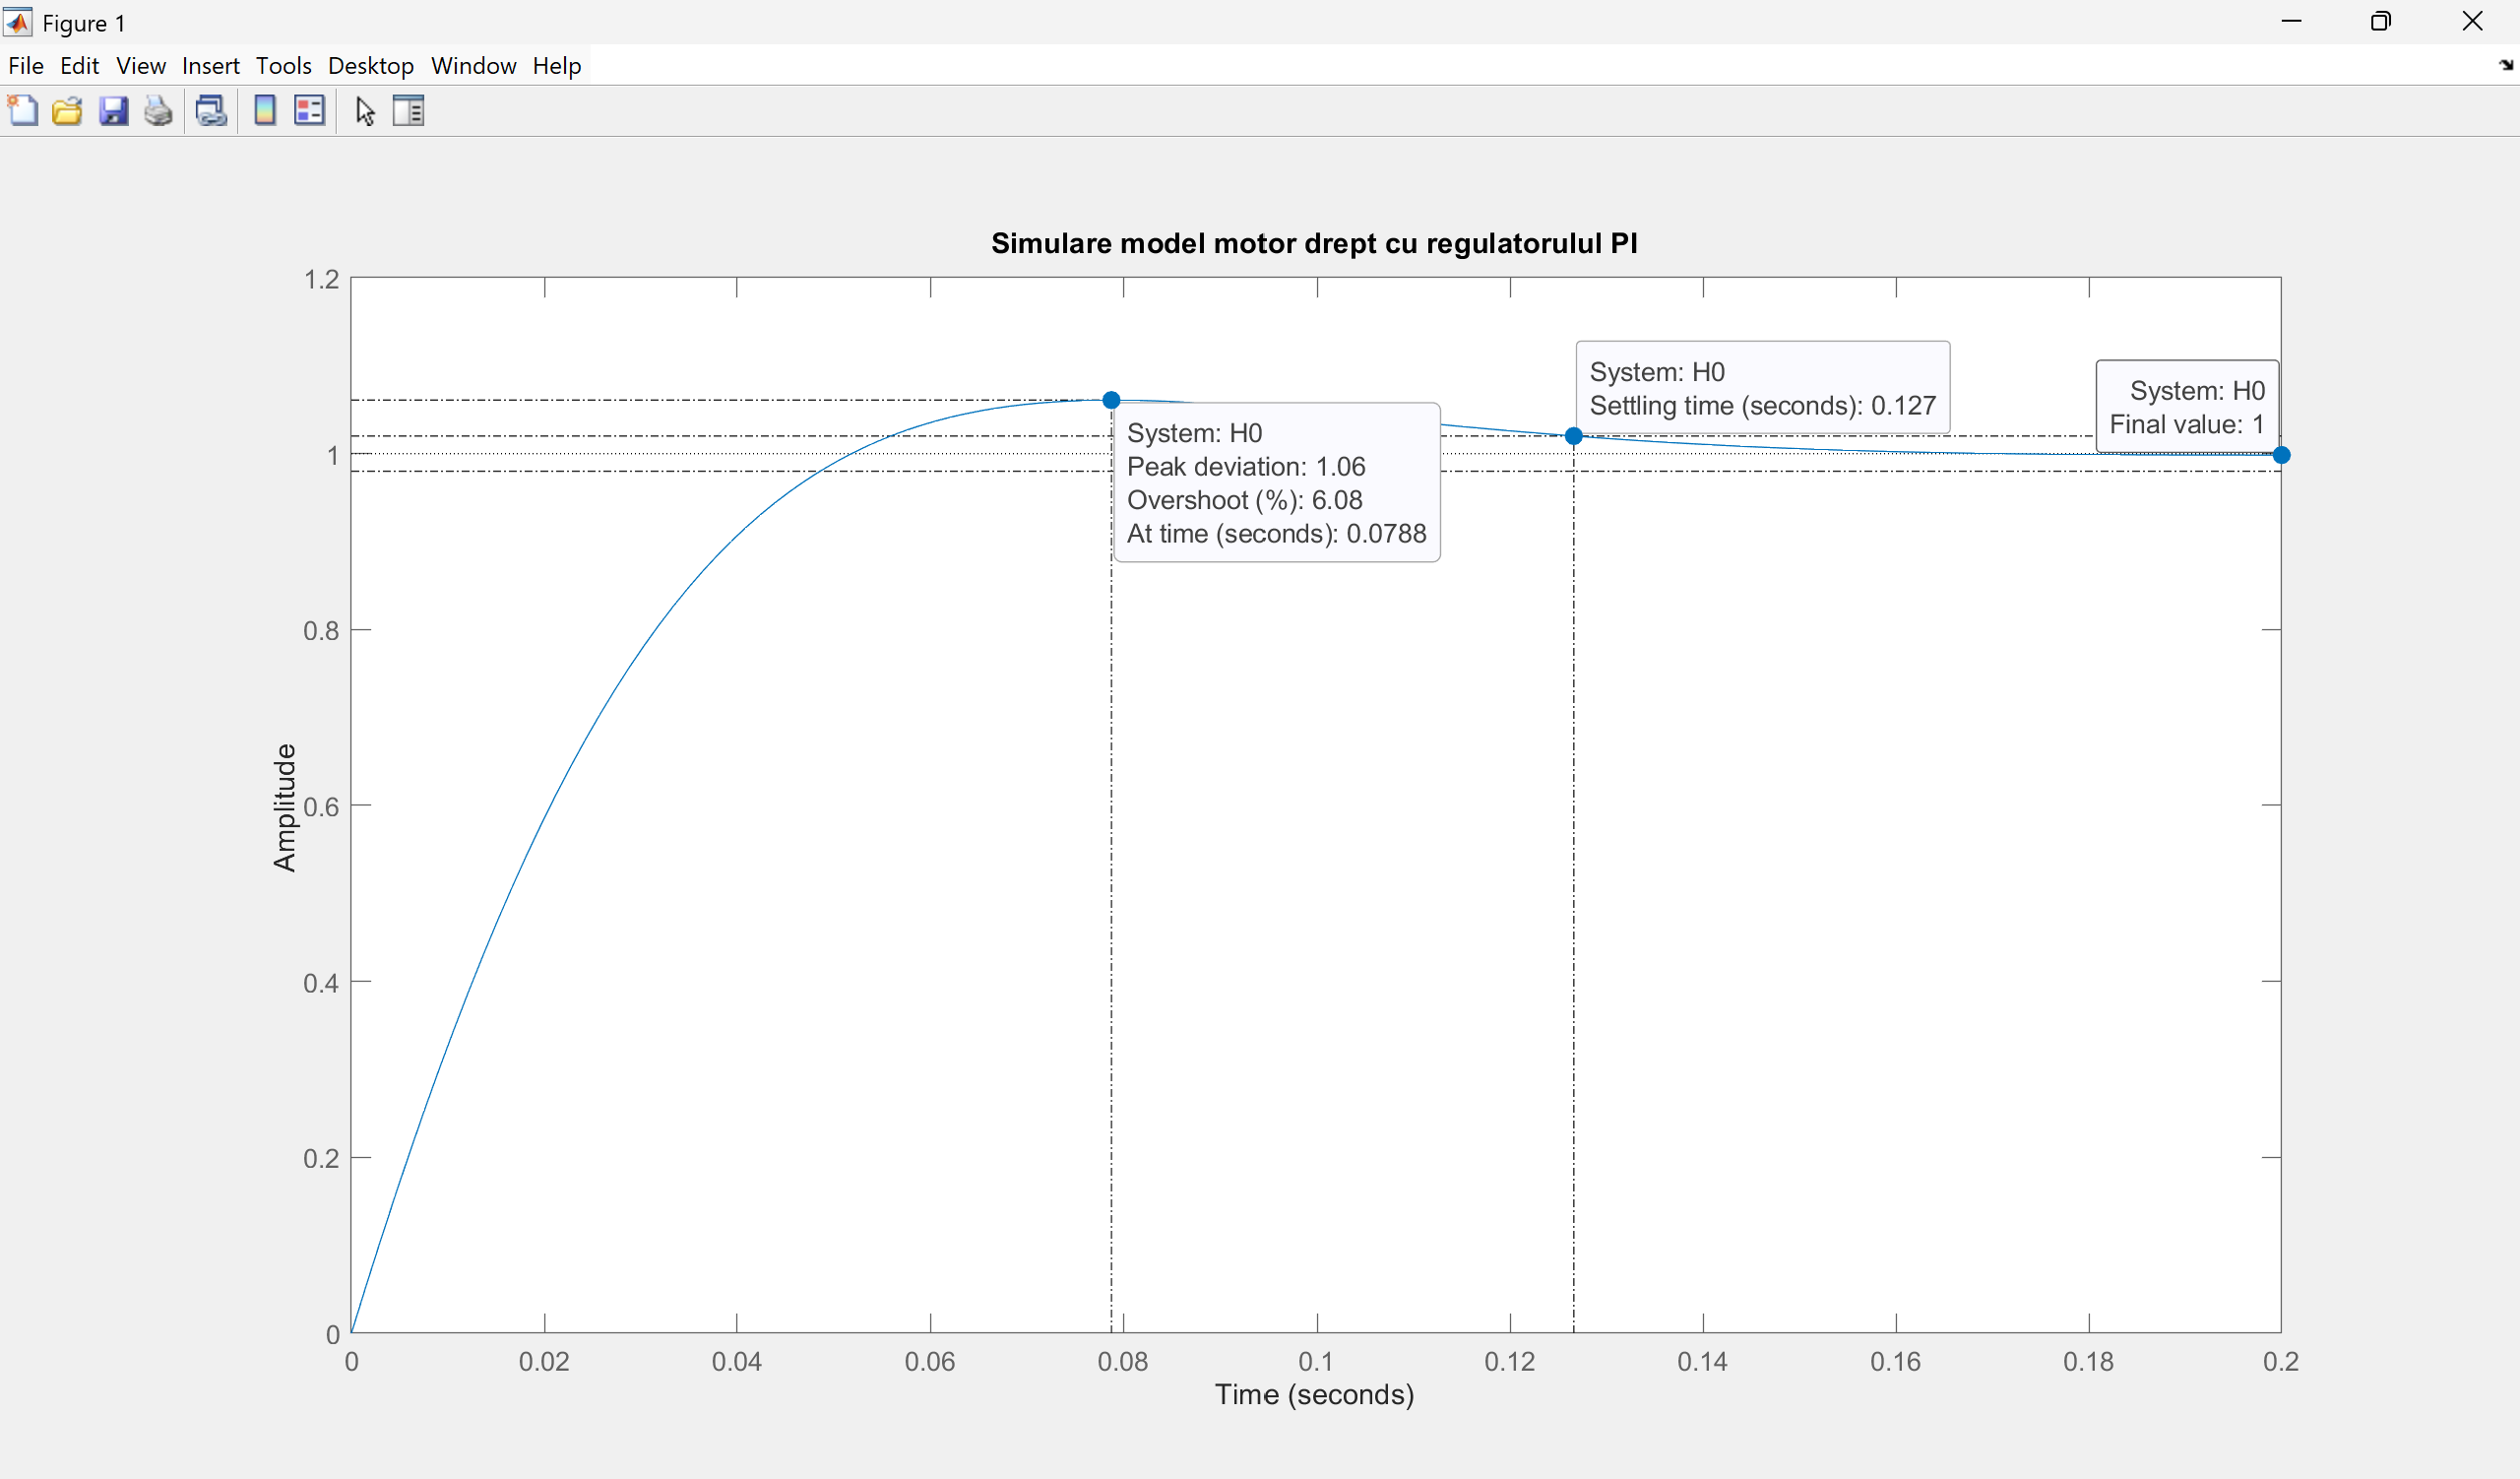 Figure 1
File Edit View Insert Tools Desktop Window Help
Simulare model motor drept cu regulatorulul PI
1.2
1
0.8
0.6
0.4
0.2
0
Amplitude
System: H0
Peak deviation: 1.06
Overshoot (%): 6.08
At time (seconds): 0.0788
System: H0
Settling time (seconds): 0.127
System: H0
Final value: 1
0 0.02 0.04 0.06 0.08 0.1 0.12 0.14 0.16 0.18 0.2
Time (seconds)